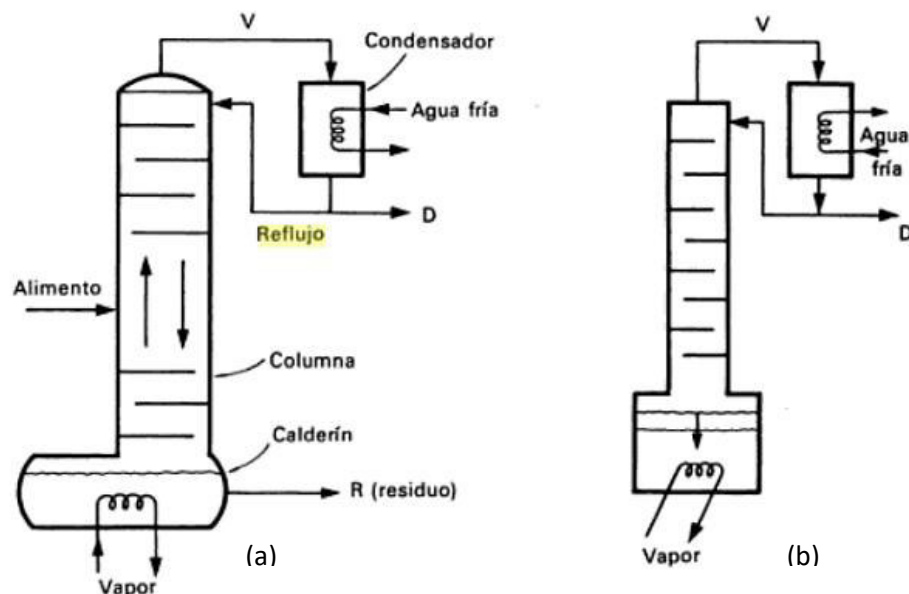 V
Condensador
Agua fría
D
Reflujo
Alimento
Columna
Calderín
R (residuo)
Vapor
(a)
V
Agua
fría
D
Vapor
(b)